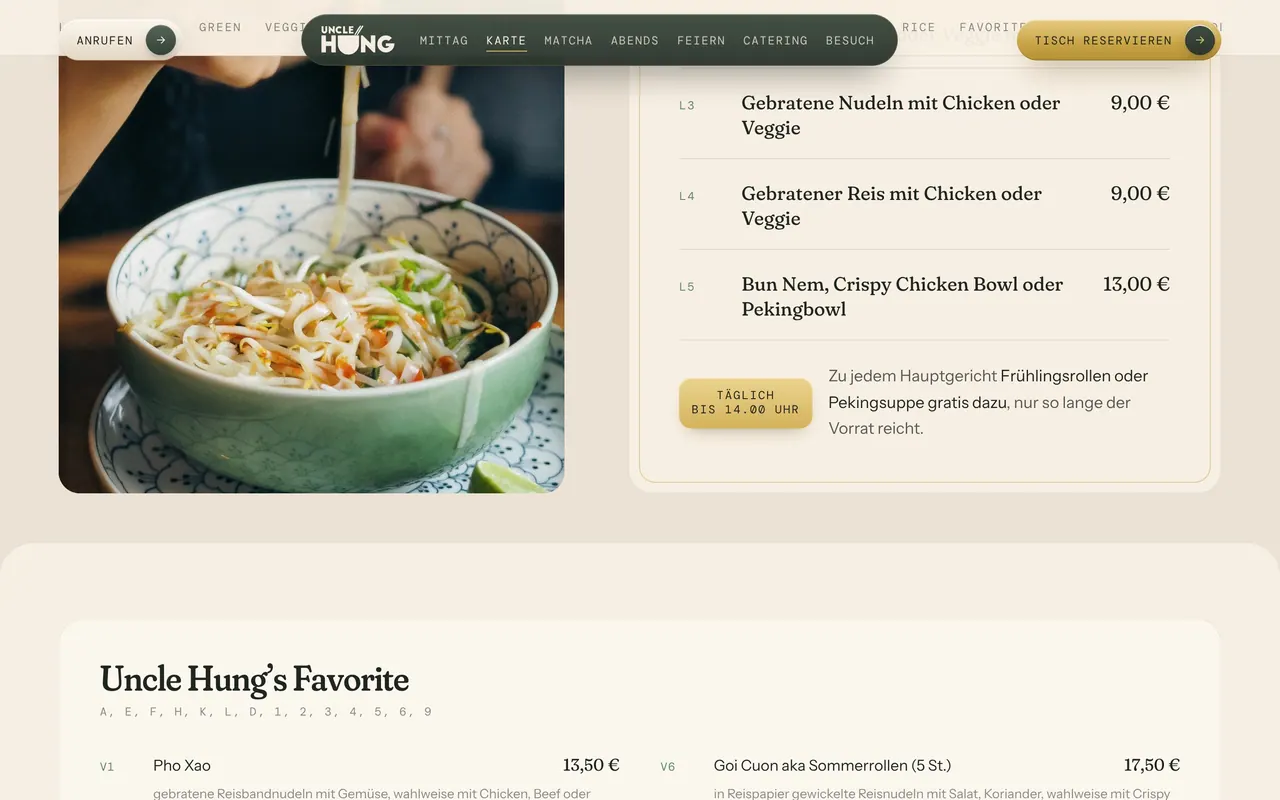 ANRUFEN
GREEN
UNCLE
HUNG
MITTAG
KARTE
MATCHA
ABENDS
FEIERN
CATERING
BESUCH
RICE
TISCH RESERVIEREN
L3
Gebratene Nudeln mit Chicken oder
Veggie
9,00 €
L4
Gebratener Reis mit Chicken oder
Veggie
9,00 €
L5
Bun Nem, Crispy Chicken Bowl oder
Pekingbowl
13,00 €
TÄGLICH
BIS 14.00 UHR
Zu jedem Hauptgericht Frühlingsrollen oder
Pekingsuppe gratis dazu, nur so lange der
Vorrat reicht.
Uncle Hung’s Favorite
A, E, F, H, K, L, D, 1, 2, 3, 4, 5, 6, 9
V1
Pho Xao
13,50 €
gebratene Reisbandnudeln mit Gemüse, wahlweise mit Chicken, Beef oder
V6
Goi Cuon aka Sommerrollen (5 St.)
17,50 €
in Reispapier gewickelte Reisnudeln mit Salat, Koriander, wahlweise mit Crispy